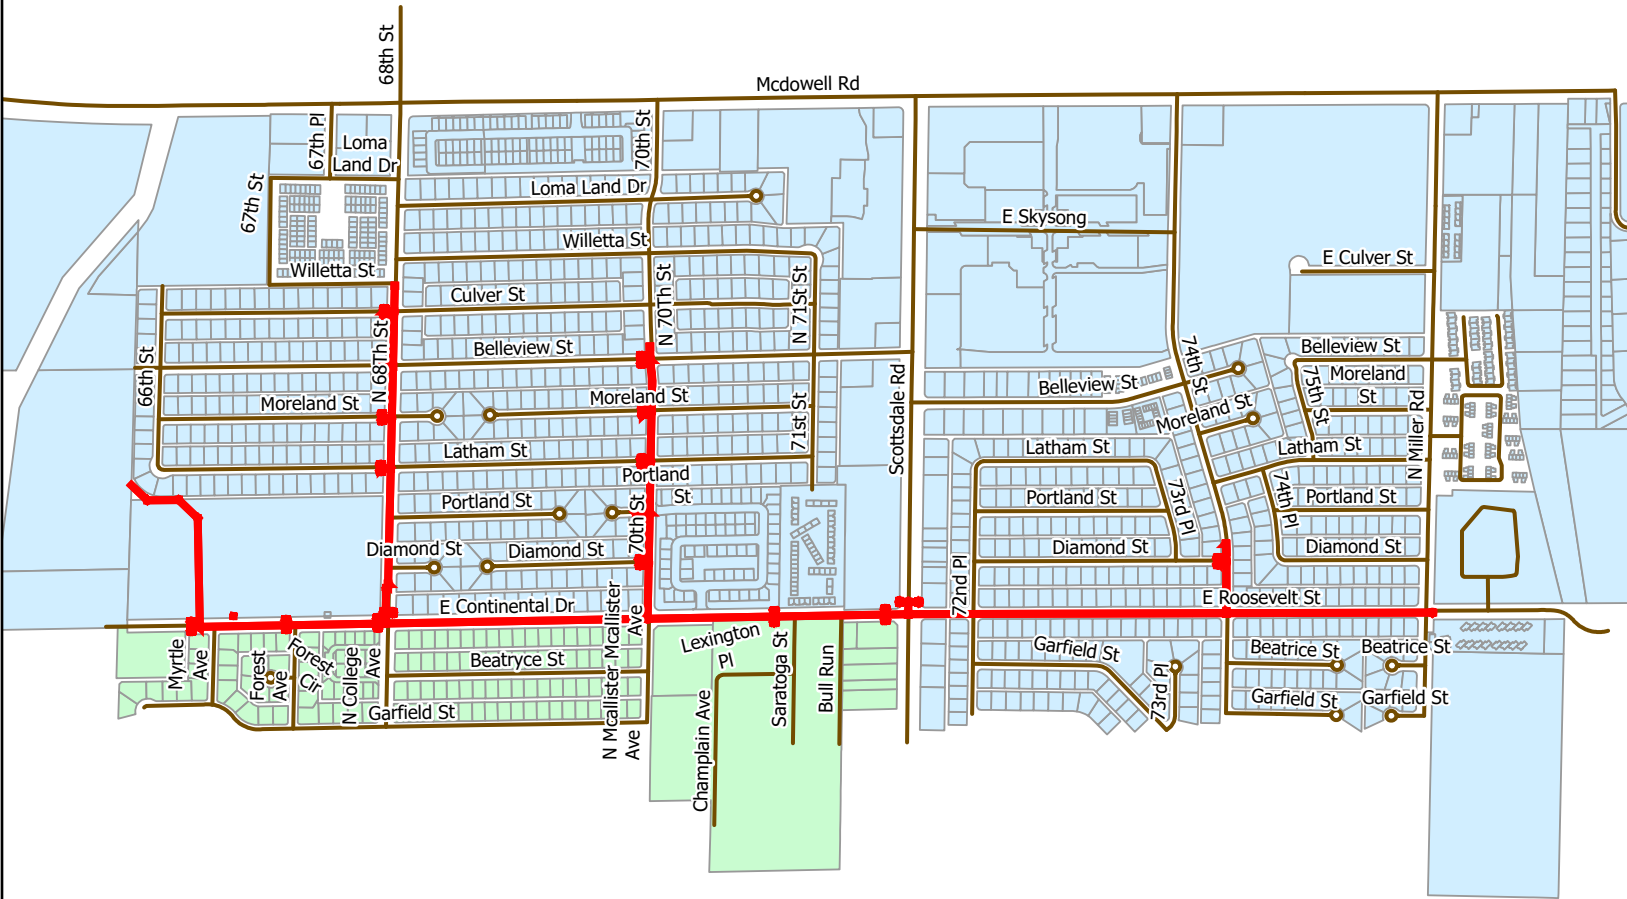 68th St
Mcdowell Rd
67th Pl
Loma
Land Dr
70th St
67th St
Loma Land Dr
E Skysong
Willetta St
Willetta St
E Culver St
Culver St
N 70Th St
N 71St St
N 68Th St
66th St
Belleview St
Belleview St
74th St
Moreland
St
75th St
Belleview St
Moreland St
Moreland St
Moreland St
71st St
Scottsdale Rd
N Miller Rd
Latham St
Latham St
Latham St
Portland
St
Portland St
70th St
Portland St
73rd Pl
74th Pl
Portland St
Diamond St
Diamond St
Diamond St
Diamond St
72nd Pl
E Continental Dr
E Roosevelt St
N Mcallister Mcallister
Ave
Ave
Myrtle
Ave
Forest
Ave
Forest
Cir
N College
Ave
Beatryce St
Lexington
Pl
Saratoga St
Bull Run
Garfield St
Beatrice St
Beatrice St
73rd Pl
Garfield St
Garfield St
Garfield St
Champlain Ave